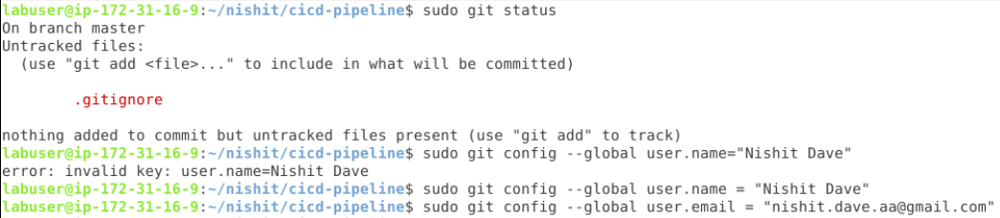 labuser@ip-172-31-16-9:~/nishit/cicd-pipeline$ sudo git status
On branch master
Untracked files:
  (use "git add <file>..." to include in what will be committed)
        .gitignore
nothing added to commit but untracked files present (use "git add" to track)
labuser@ip-172-31-16-9:~/nishit/cicd-pipeline$ sudo git config --global user.name="Nishit Dave"
error: invalid key: user.name=Nishit Dave
labuser@ip-172-31-16-9:~/nishit/cicd-pipeline$ sudo git config --global user.name = "Nishit Dave"
labuser@ip-172-31-16-9:~/nishit/cicd-pipeline$ sudo git config --global user.email = "nishit.dave.aa@gmail.com"